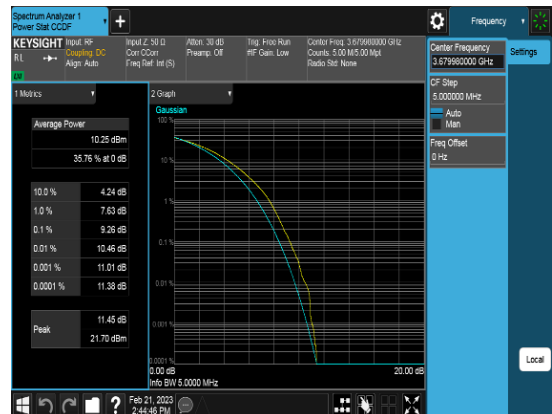 Spectrum Analyzer 1
Power Stat CCDF
Frequency
KEYSIGHT
RL
Input: RF
Coupling: DC
Align: Auto
Input Z: 50 Ω
Corr CCorr
Freq Ref: Int (S)
Atten: 30 dB
Preamp: Off
Trig: Free Run
#IF Gain: Low
Center Freq: 3.679980000 GHz
Counts: 5.00 M/5.00 Mpt
Radio Std: None
Center Frequency
3.679980000 GHz
Settings
CF Step
5.000000 MHz
Auto
Man
Freq Offset
0 Hz
1 Metrics
2 Graph
Average Power
10.25 dBm
35.76 % at 0 dB
10.0 % 4.24 dB
1.0 % 7.63 dB
0.1 % 9.26 dB
0.01 % 10.46 dB
0.001 % 11.01 dB
0.0001 % 11.38 dB
Peak 11.45 dB
21.70 dBm
Gaussian
100 %
10 %
1 %
0.1 %
0.01 %
0.001 %
0.0001 %
0.00 dB
20.00 dB
Info BW 5.0000 MHz
Local
?
Feb 21, 2023
2:44:46 PM